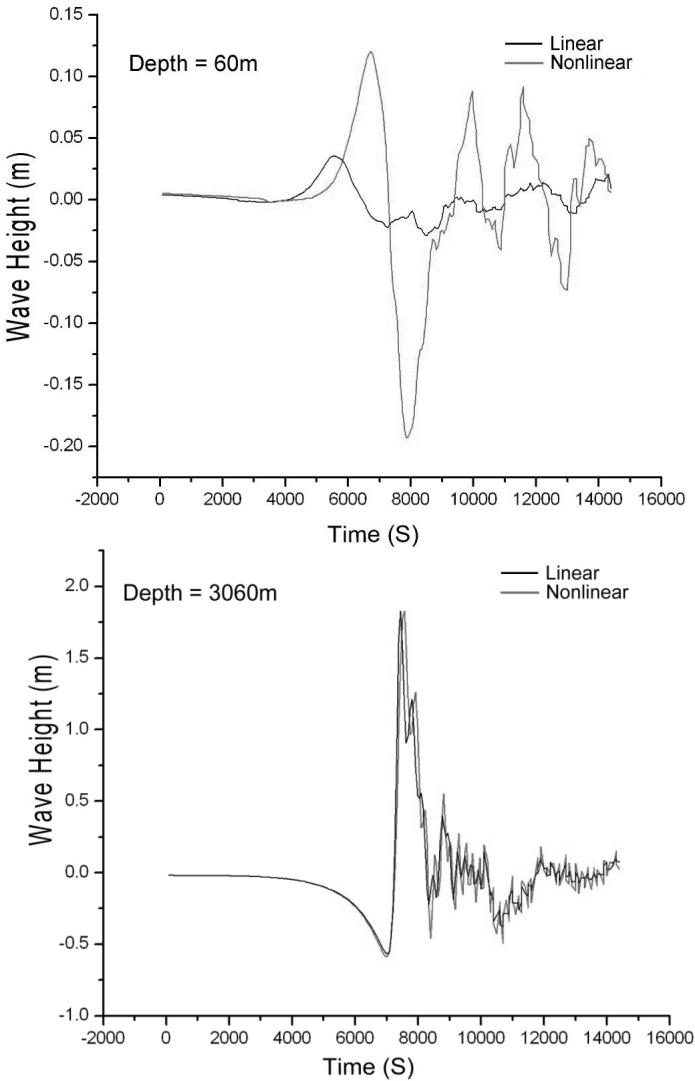 0.15
Depth = 60m
Linear
Nonlinear
0.10
0.05
0.00
-0.05
-0.10
-0.15
-0.20
Wave Height (m)
-2000 0 2000 4000 6000 8000 10000 12000 14000 16000
Time (S)
Depth = 3060m
Linear
Nonlinear
2.0
1.5
1.0
0.5
0.0
-0.5
-1.0
Wave Height (m)
-2000 0 2000 4000 6000 8000 10000 12000 14000 16000
Time (S)